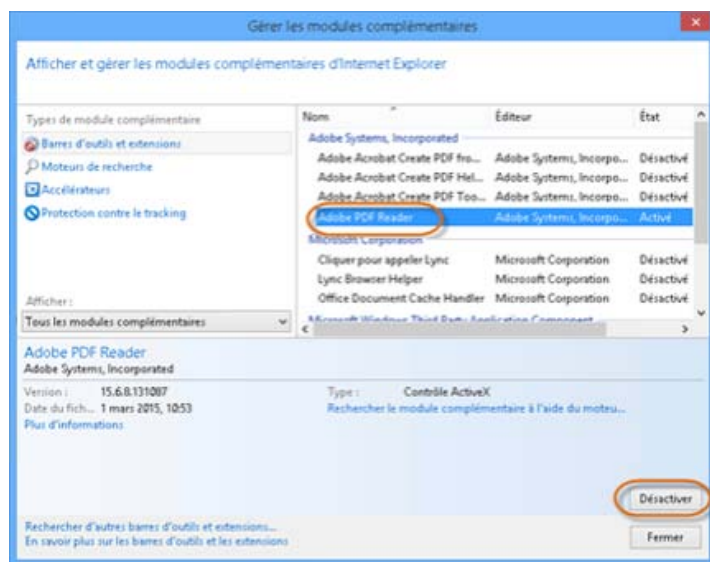 Gérer les modules complémentaires
Afficher et gérer les modules complémentaires d'Internet Explorer
Types de module complémentaire
Barres d'outils et extensions
Moteurs de recherche
Accélérateurs
Protection contre le tracking
Afficher :
Tous les modules complémentaires
Nom Éditeur État
Adobe Systems, Incorporated
Adobe Acrobat Create PDF fro... Adobe Systems, Incorpo... Désactivé
Adobe Acrobat Create PDF Hel... Adobe Systems, Incorpo... Désactivé
Adobe Acrobat Create PDF Too... Adobe Systems, Incorpo... Désactivé
Adobe PDF Reader Adobe Systems, Incorpo... Activé
Microsoft Corporation
Cliquer pour appeler Lync Microsoft Corporation Désactivé
Lync Browser Helper Microsoft Corporation Désactivé
Office Document Cache Handler Microsoft Corporation Désactivé
Microsoft Windows Third Party Application Component
Adobe PDF Reader
Adobe Systems, Incorporated
Version : 15.6.8.131087
Date du fich... 1 mars 2015, 10:53
Plus d'informations
Type : Contrôle ActiveX
Rechercher le module complémentaire à l'aide du moteu...
Désactiver
Rechercher d'autres barres d'outils et extensions...
En savoir plus sur les barres d'outils et les extensions
Fermer